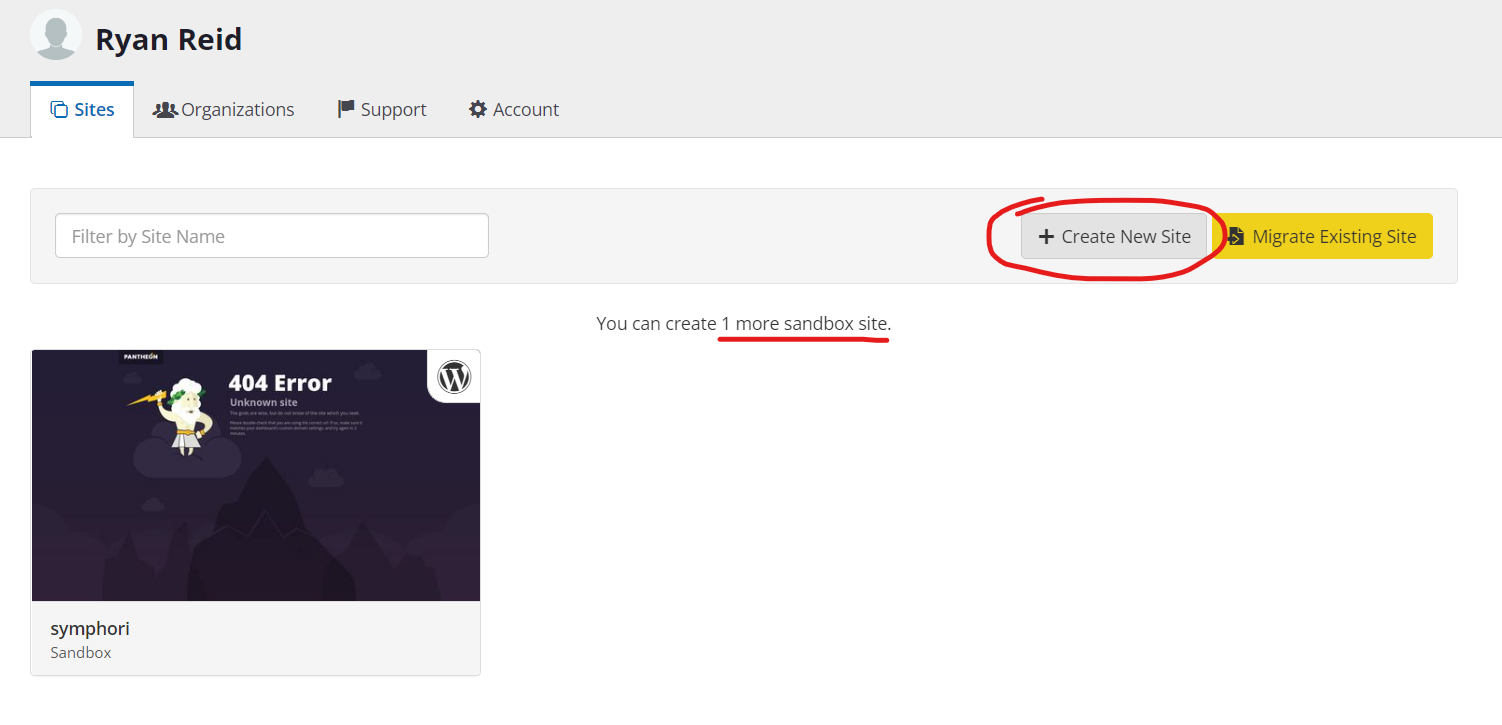 Ryan Reid
Sites
Organizations
Support
Account
Filter by Site Name
Create New Site
Migrate Existing Site
You can create 1 more sandbox site.
PANTHEON
404 Error
Unknown site
The gods are wise, but do not know of the site which you seek.
Please double-check that you are using the correct url. If so, make sure it
matches your dashboard's custom domain settings, and try again in 2
minutes.
symphori
Sandbox